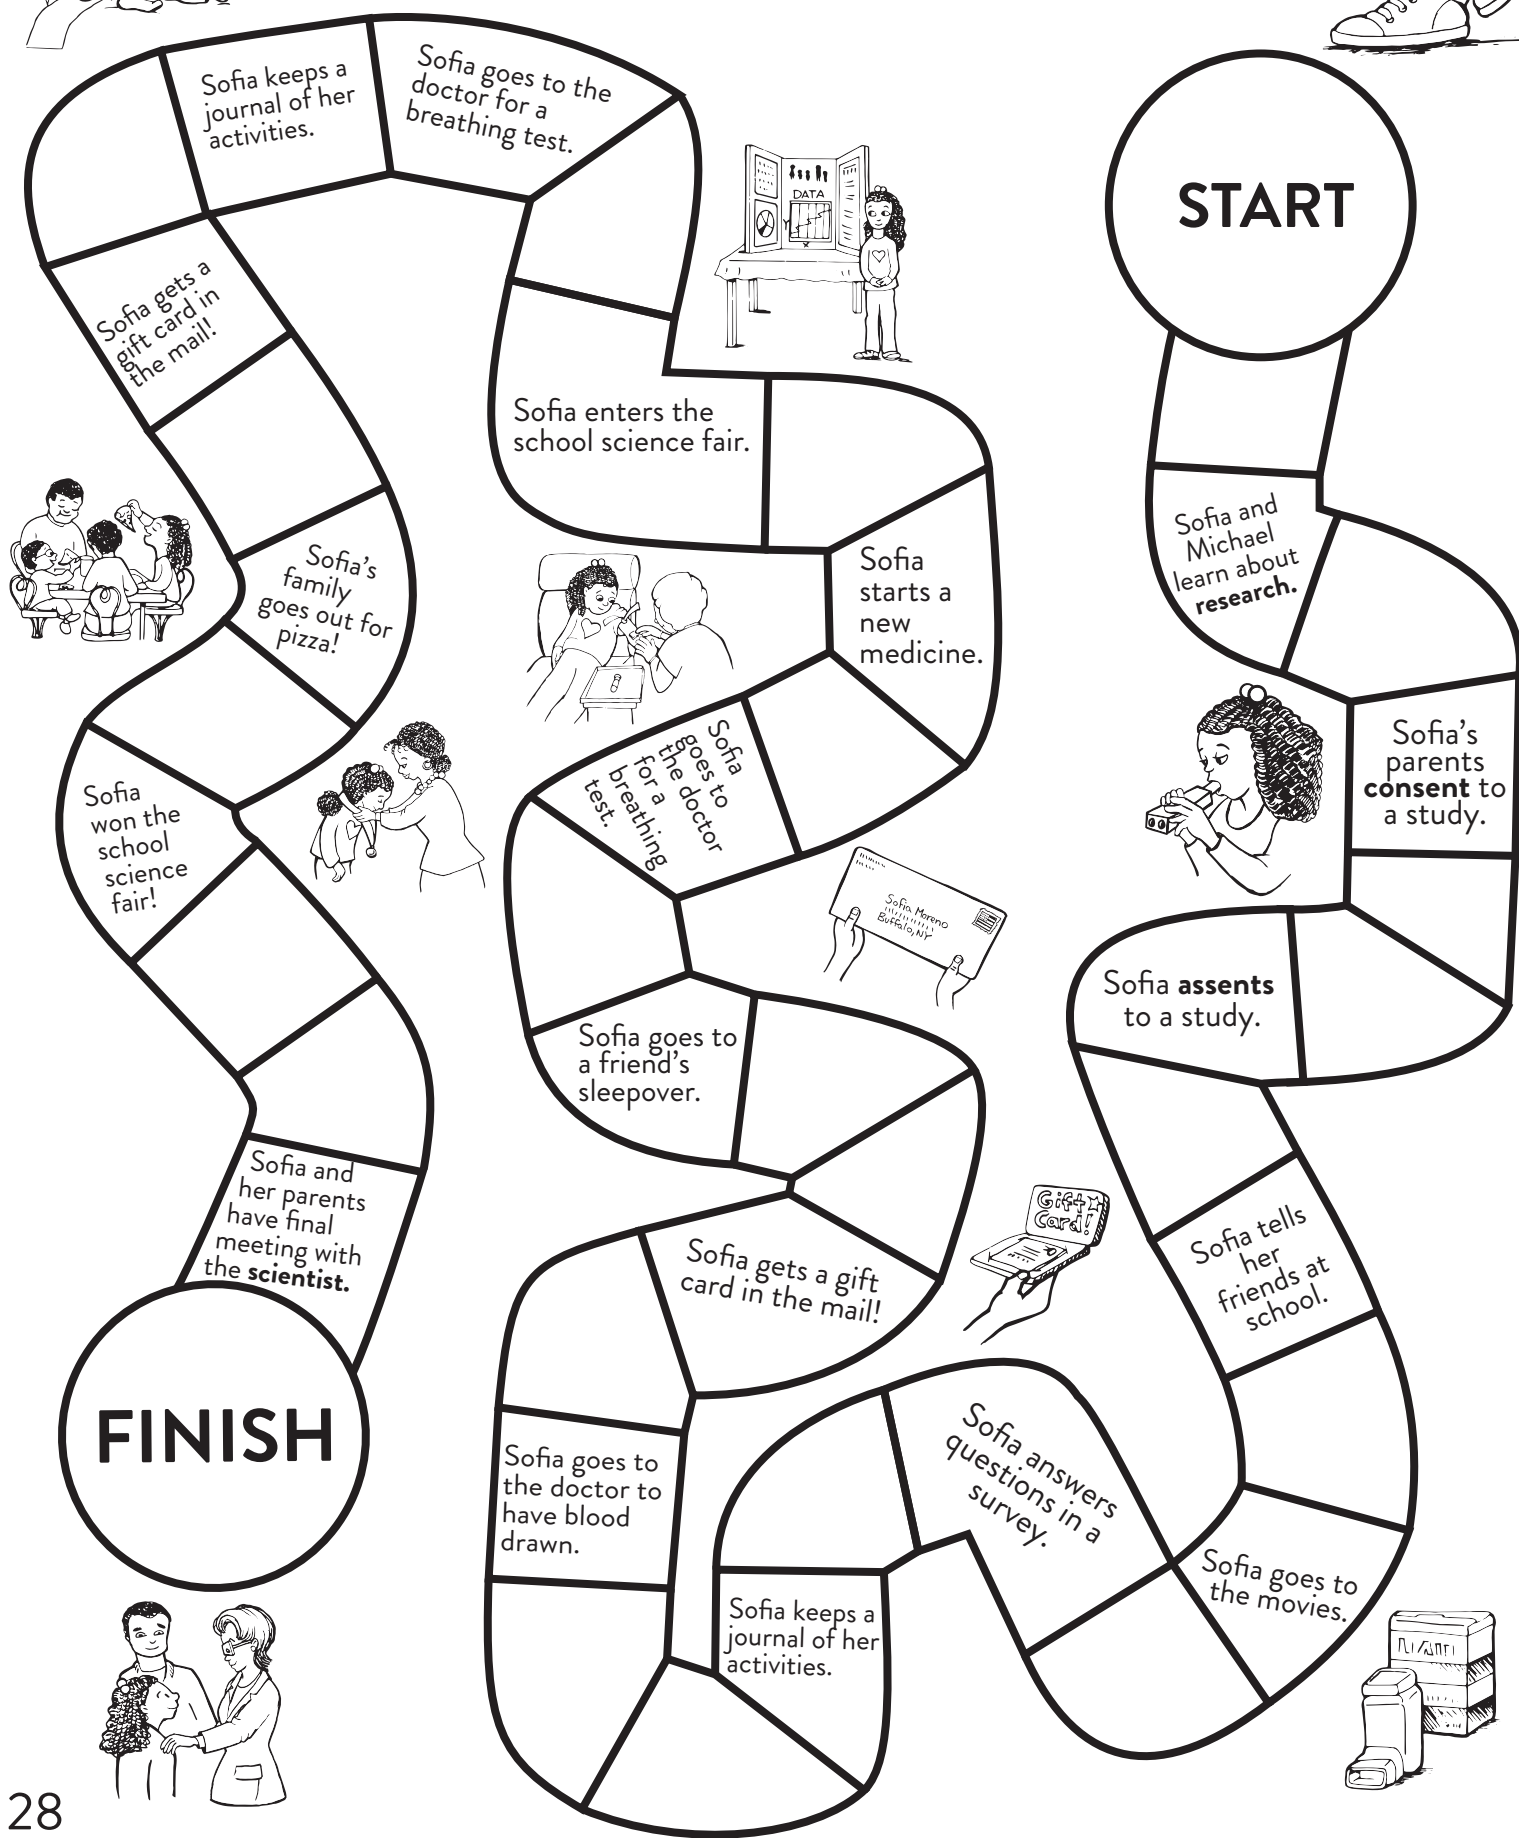 START
Sofia and
Michael
learn about
research.
Sofia's
parents
consent to
a study.
Sofia assents
to a study.
Sofia tells
her
friends at
school.
Sofia goes to
the movies.
Sofia answers
questions in a
survey.
Sofia keeps a
journal of her
activities.
Sofia goes to
the doctor to
have blood
drawn.
Sofia gets a gift
card in the mail!
Gift
Card!
Sofia goes to
a friend's
sleepover.
Sofia Moreno
Buffalo, NY
Sofia
goes to
the doctor
for a
breathing
test.
Sofia
starts a
new
medicine.
Sofia enters the
school science fair.
DATA
Y
X
Sofia goes to the
doctor for a
breathing test.
Sofia keeps a
journal of her
activities.
Sofia gets a
gift card in
the mail!
Sofia's
family
goes out for
pizza!
Sofia
won the
school
science
fair!
Sofia and
her parents
have final
meeting with
the scientist.
FINISH
28